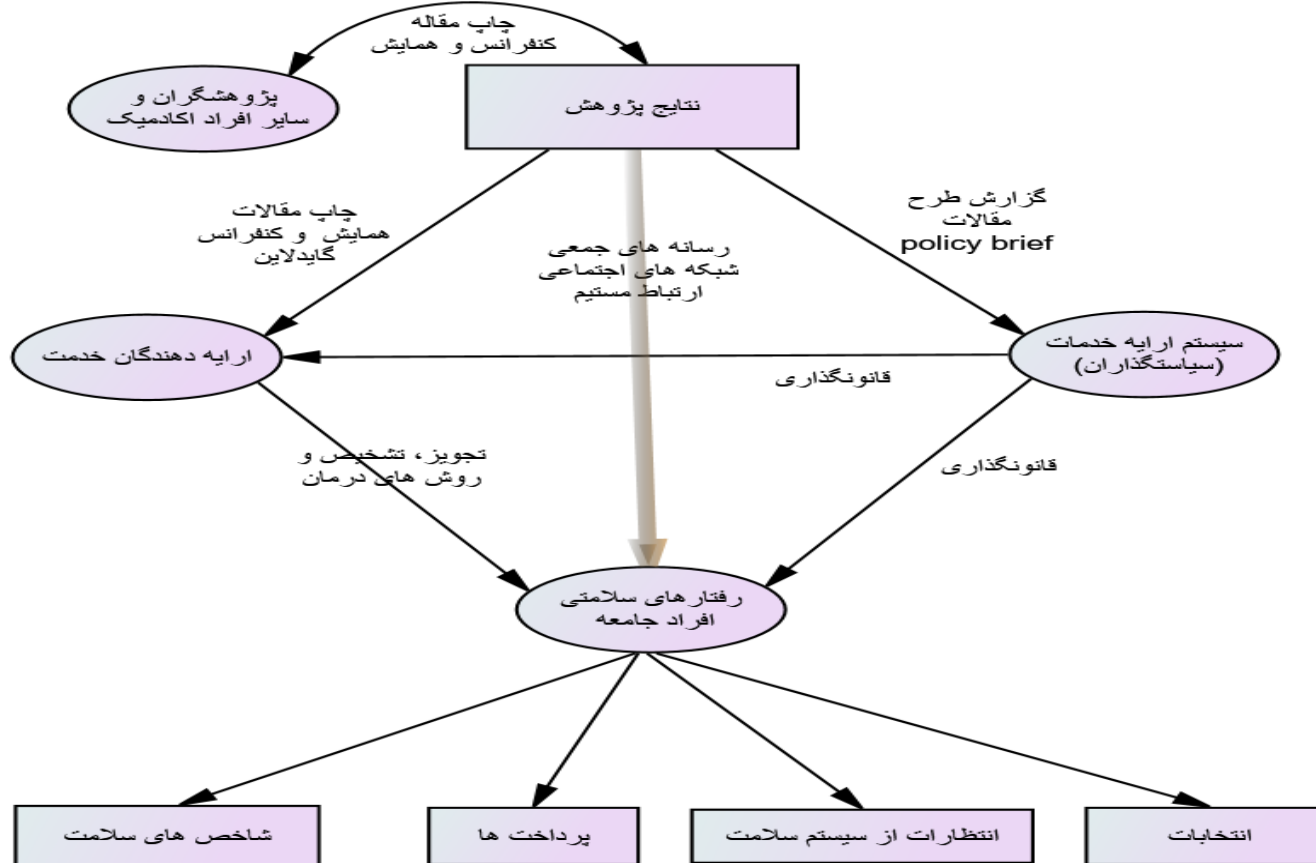 چاپ مقاله
کنفرانس و همایش
پژوهشگران و
سایر افراد اکادمیک
نتایج پژوهش
گزارش طرح
مقالات
policy brief
چاپ مقالات
همایش و کنفرانس
گایدلاین
رسانه های جمعی
شبکه های اجتماعی
ارتباط مستیم
سیستم ارایه خدمات
(سیاستگذاران)
ارایه دهندگان خدمت
قانونگذاری
تجویز، تشخیص و
روش های درمان
قانونگذاری
رفتارهای سلامتی
افراد جامعه
انتخابات
انتظارات از سیستم سلامت
پرداخت ها
شاخص های سلامت